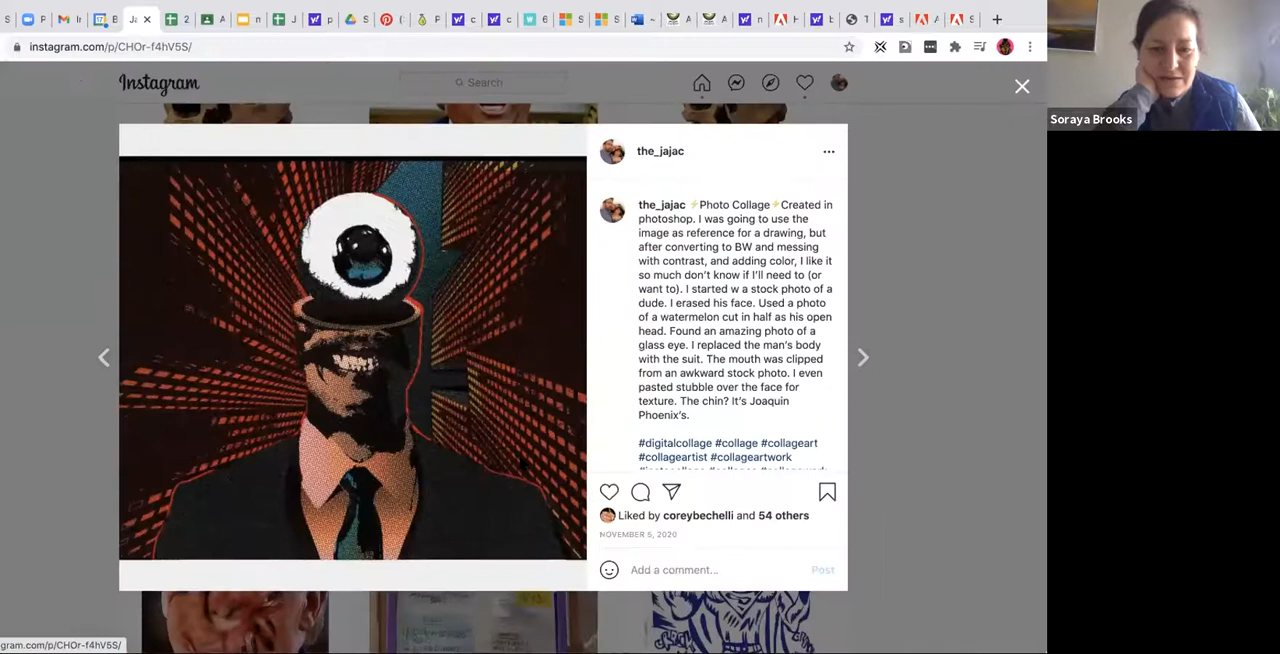 S
P
M
Ir
17
B
Ja
2
A
n
J
p
S
(
P
c
c
6
S
S
~
A
A
n
H
b
T
s
A
S
instagram.com/p/CHOr-f4hV5S/
Instagram
Search
Soraya Brooks
the_jajac
the_jajac ⚡Photo Collage⚡Created in
photoshop. I was going to use the
image as reference for a drawing, but
after converting to BW and messing
with contrast, and adding color, I like it
so much don't know if I'll need to (or
want to). I started w a stock photo of a
dude. I erased his face. Used a photo
of a watermelon cut in half as his open
head. Found an amazing photo of a
glass eye. I replaced the man's body
with the suit. The mouth was clipped
from an awkward stock photo. I even
pasted stubble over the face for
texture. The chin? It's Joaquin
Phoenix's.
#digitalcollage #collage #collageart
#collageartist #collageartwork
Liked by coreybechelli and 54 others
NOVEMBER 5, 2020
Add a comment...
Post
gram.com/p/CHOr-f4hV5S/